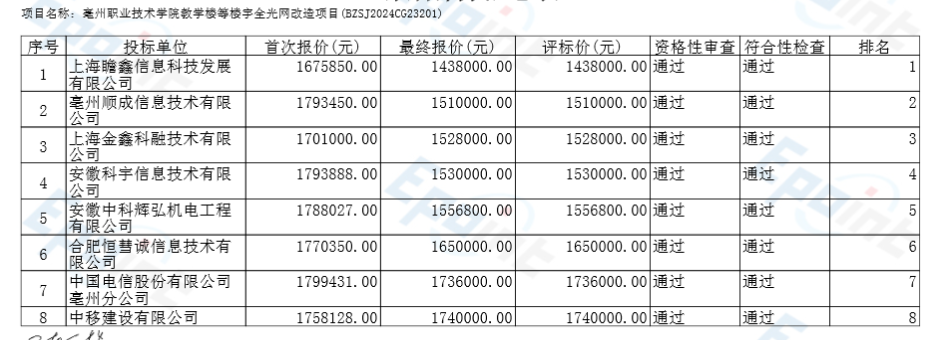 项目名称：亳州职业技术学院教学楼等楼宇全光网改造项目(BZSJ2024CG23201)
序号 投标单位 首次报价(元) 最终报价(元) 评标价(元) 资格性审查 符合性检查 排名
1 上海瞻鑫信息科技发展有限公司 1675850.00 1438000.00 1438000.00 通过 通过 1
2 亳州顺成信息技术有限公司 1793450.00 1510000.00 1510000.00 通过 通过 2
3 上海金鑫科融技术有限公司 1701000.00 1528000.00 1528000.00 通过 通过 3
4 安徽科宇信息技术有限公司 1793888.00 1530000.00 1530000.00 通过 通过 4
5 安徽中科辉弘机电工程有限公司 1788027.00 1556800.00 1556800.00 通过 通过 5
6 合肥恒慧诚信息技术有限公司 1770350.00 1650000.00 1650000.00 通过 通过 6
7 中国电信股份有限公司亳州分公司 1799431.00 1736000.00 1736000.00 通过 通过 7
8 中移建设有限公司 1758128.00 1740000.00 1740000.00 通过 通过 8